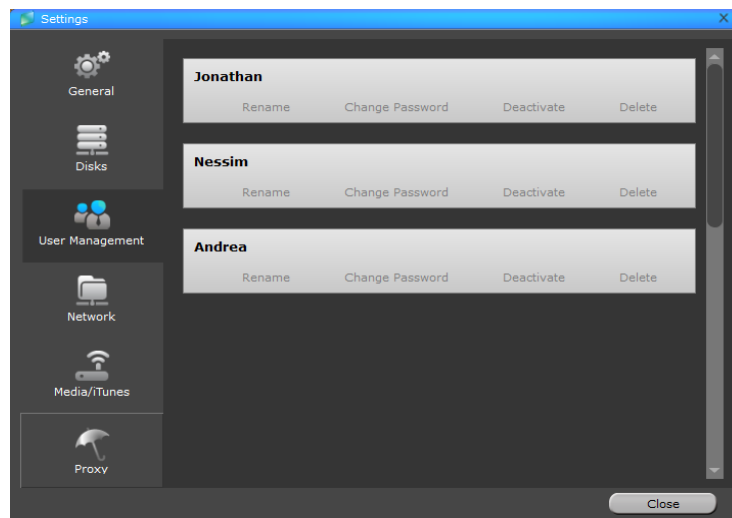 Settings
General
Disks
User Management
Network
Media/iTunes
Proxy
Jonathan
Rename Change Password Deactivate Delete
Nessim
Rename Change Password Deactivate Delete
Andrea
Rename Change Password Deactivate Delete
Close